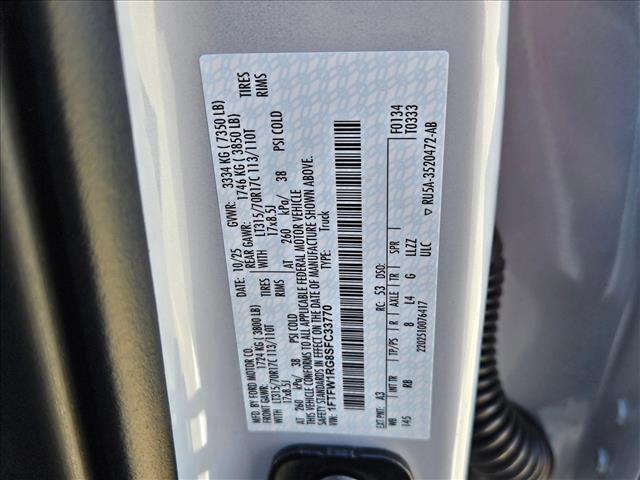 MFD. BY FORD MOTOR CO.
DATE: 10/25 GVWR: 3334 KG ( 7350 LB)
FRONT GAWR: 1724 KG ( 3800 LB) REAR GAWR: 1746 KG ( 3850 LB)
WITH LT315/70R17C 113/110T TIRES WITH LT315/70R17C 113/110T TIRES
17x8.5J RIMS 17x8.5J RIMS
AT 260 kPa/ 38 PSI COLD AT 260 kPa/ 38 PSI COLD
THIS VEHICLE CONFORMS TO ALL APPLICABLE FEDERAL MOTOR VEHICLE
SAFETY STANDARDS IN EFFECT ON THE DATE OF MANUFACTURE SHOWN ABOVE.
VIN: 1FTFW1RG8SFC33770 TYPE: Truck
F0134
T0333
EXT PNT: A3 RC: 53 DSO:
WB INT TR TP/PS R AXLE TR SPR
145 RB 8 L4 G LLZZ
2202510076417 ULC
RU5A-3520472-AB